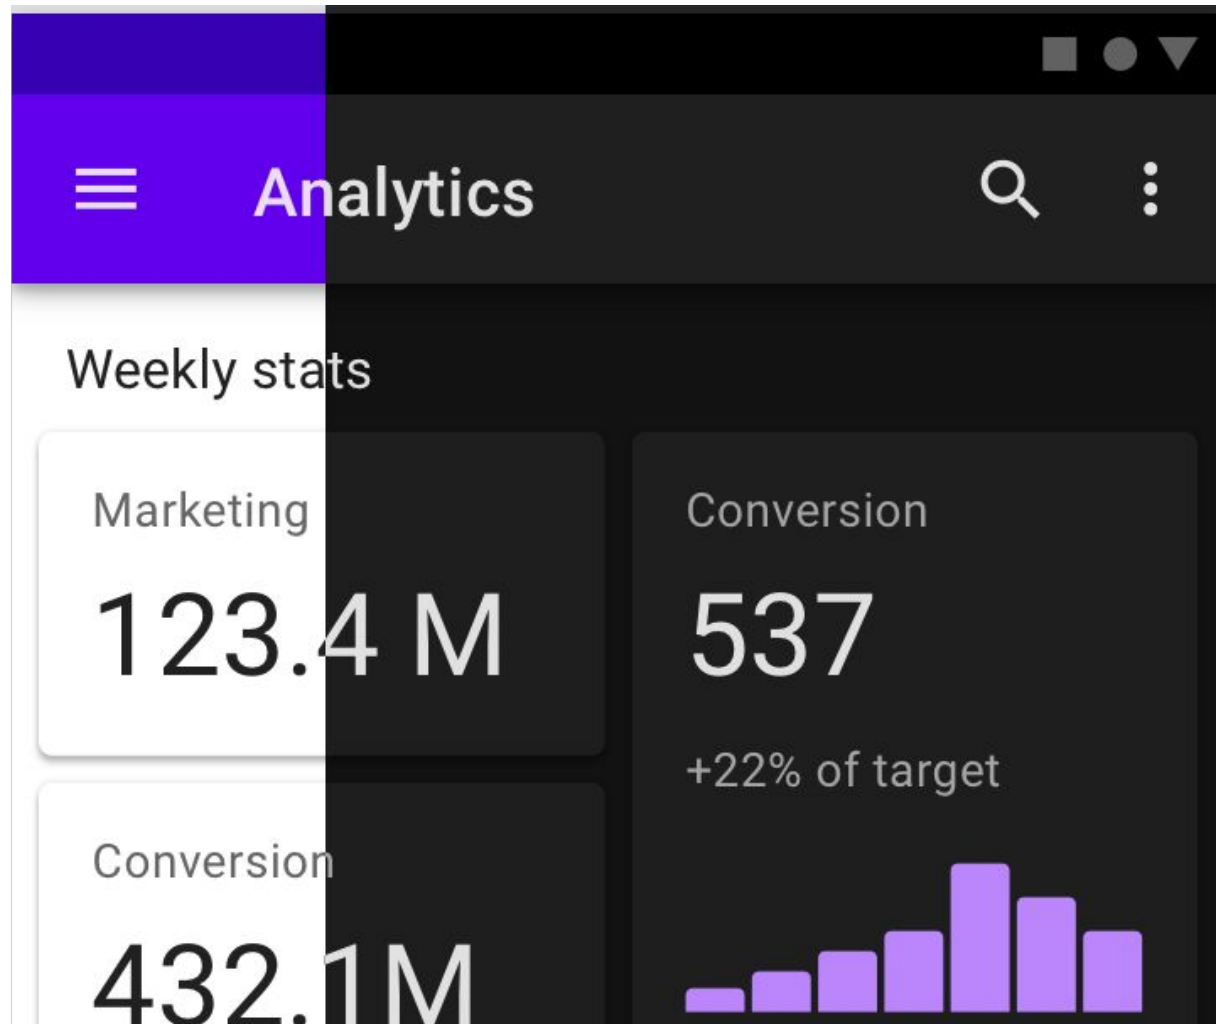 Analytics
Weekly stats
Marketing
123.4 M
Conversion
432.1M
Conversion
537
+22% of target